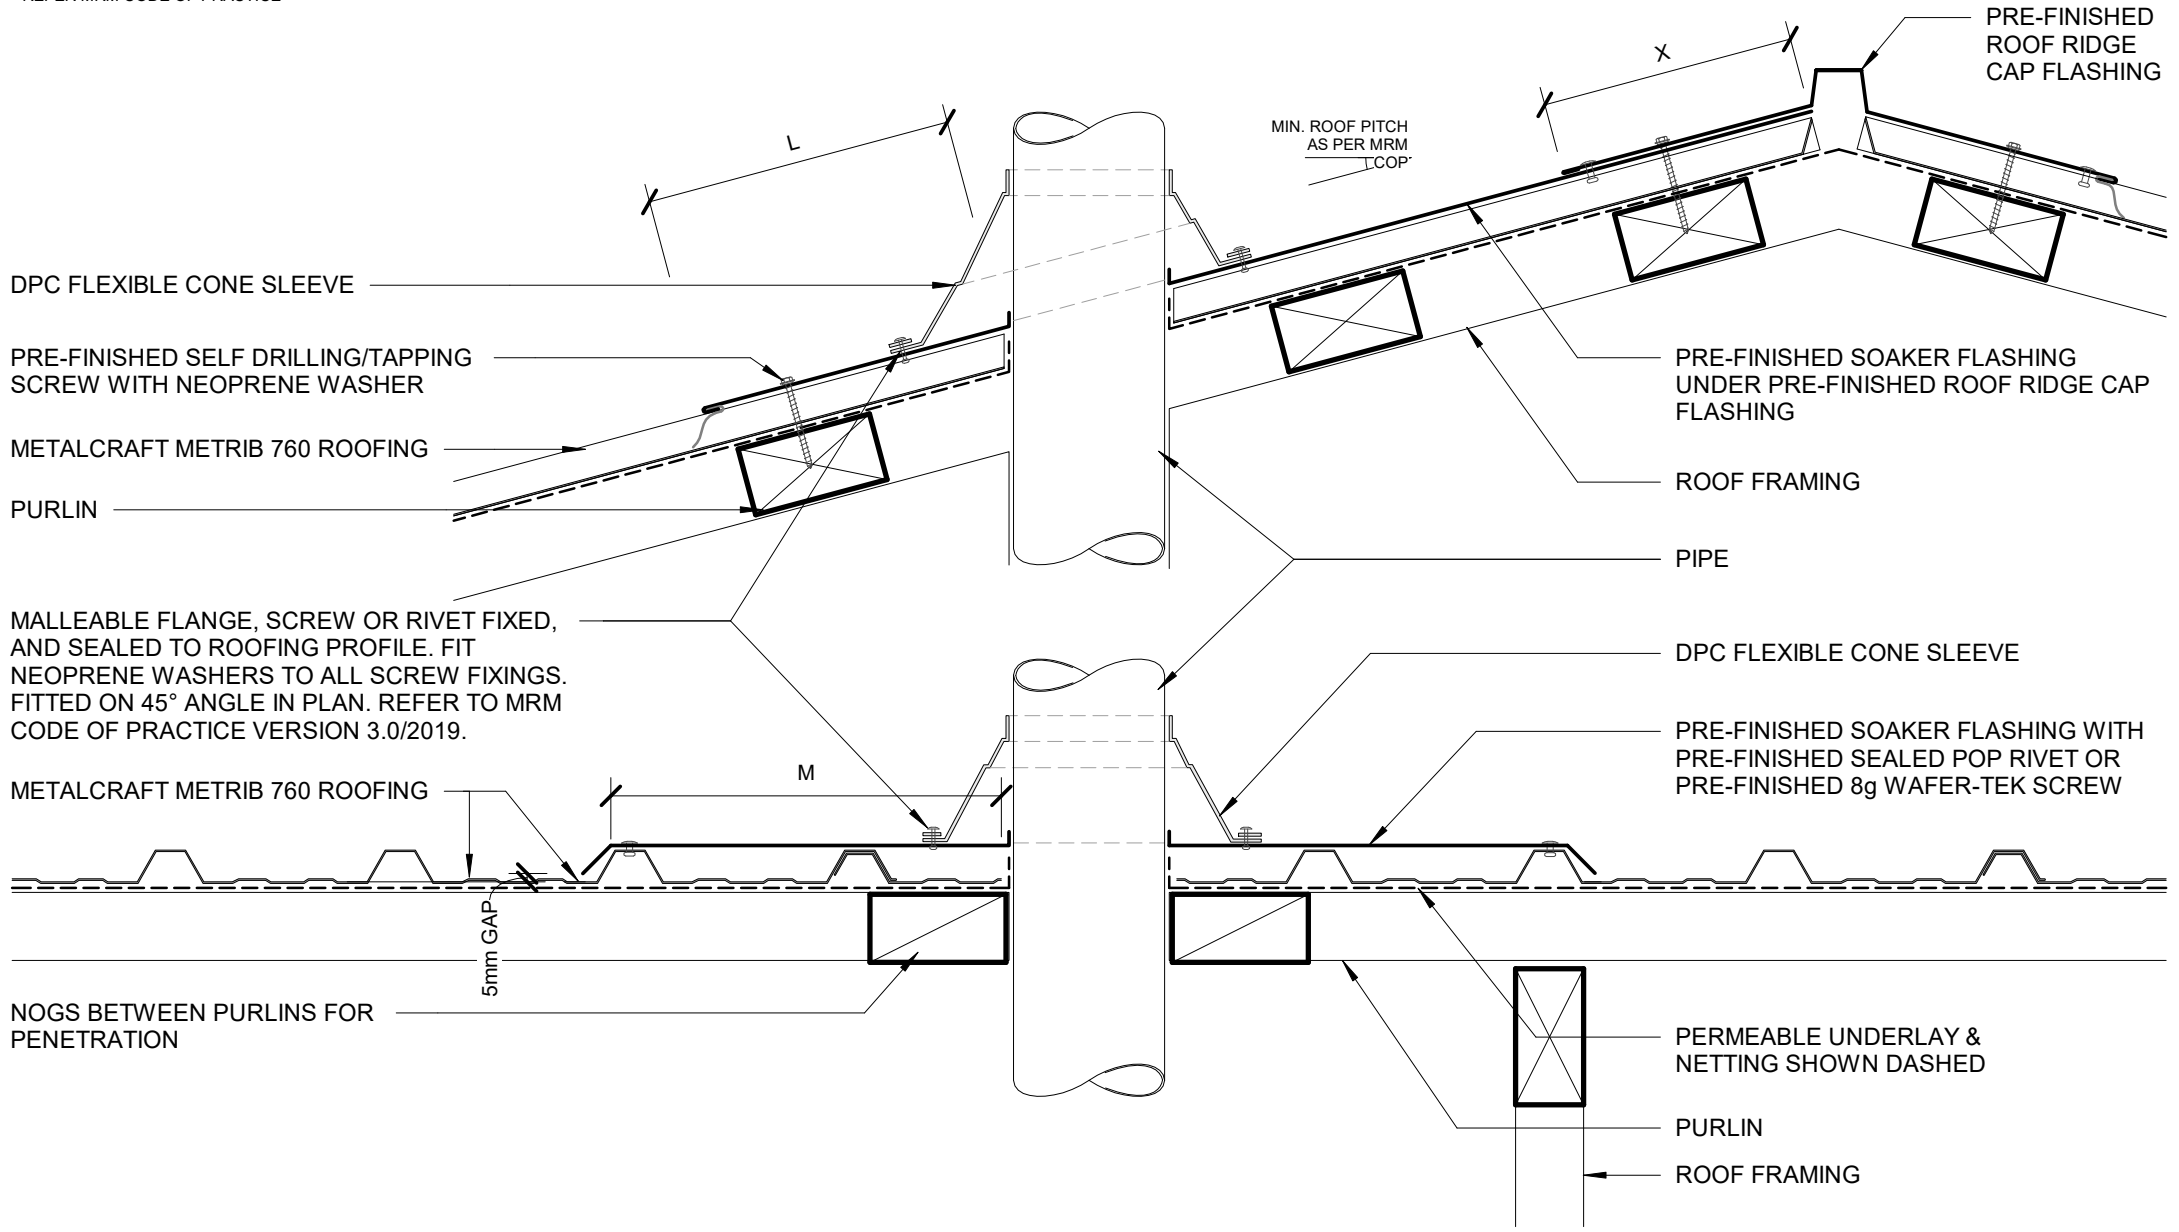 PRE-FINISHED
ROOF RIDGE
CAP FLASHING
X
L
MIN. ROOF PITCH
AS PER MRM
COP
DPC FLEXIBLE CONE SLEEVE
PRE-FINISHED SELF DRILLING/TAPPING
SCREW WITH NEOPRENE WASHER
METALCRAFT METRIB 760 ROOFING
PURLIN
PRE-FINISHED SOAKER FLASHING
UNDER PRE-FINISHED ROOF RIDGE CAP
FLASHING
ROOF FRAMING
PIPE
MALLEABLE FLANGE, SCREW OR RIVET FIXED,
AND SEALED TO ROOFING PROFILE. FIT
NEOPRENE WASHERS TO ALL SCREW FIXINGS.
FITTED ON 45° ANGLE IN PLAN. REFER TO MRM
CODE OF PRACTICE VERSION 3.0/2019.
METALCRAFT METRIB 760 ROOFING
M
DPC FLEXIBLE CONE SLEEVE
PRE-FINISHED SOAKER FLASHING WITH
PRE-FINISHED SEALED POP RIVET OR
PRE-FINISHED 8g WAFER-TEK SCREW
5mm GAP
NOGS BETWEEN PURLINS FOR
PENETRATION
PERMEABLE UNDERLAY &
NETTING SHOWN DASHED
PURLIN
ROOF FRAMING